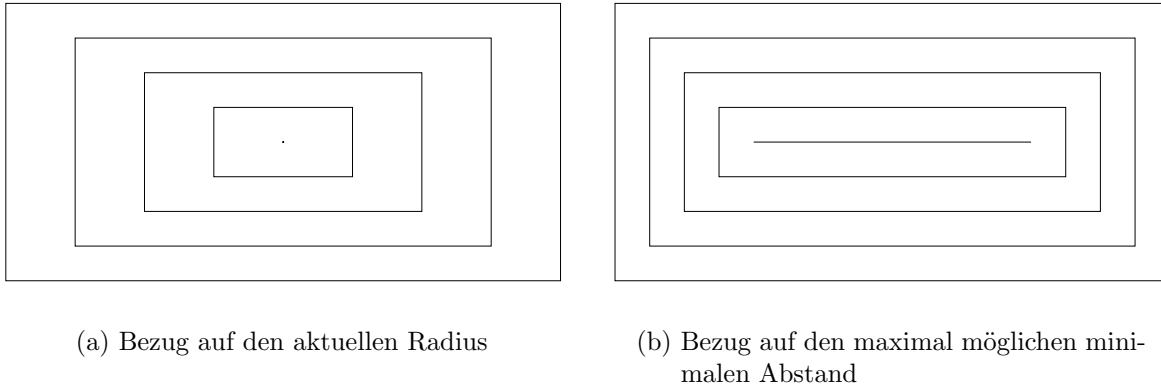 (a) Bezug auf den aktuellen Radius
(b) Bezug auf den maximal möglichen mini-
malen Abstand